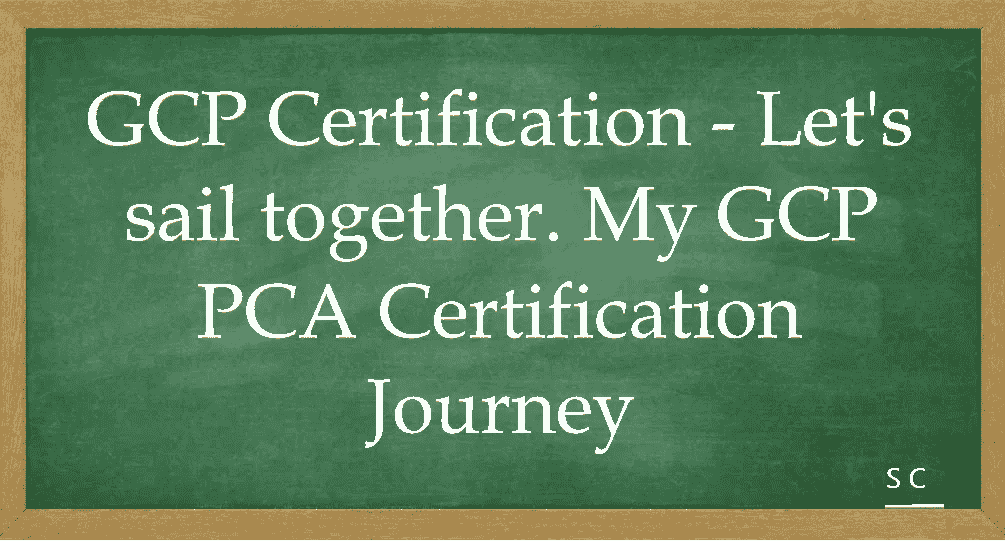 GCP Certification - Let's
sail together. My GCP
PCA Certification
Journey
S C